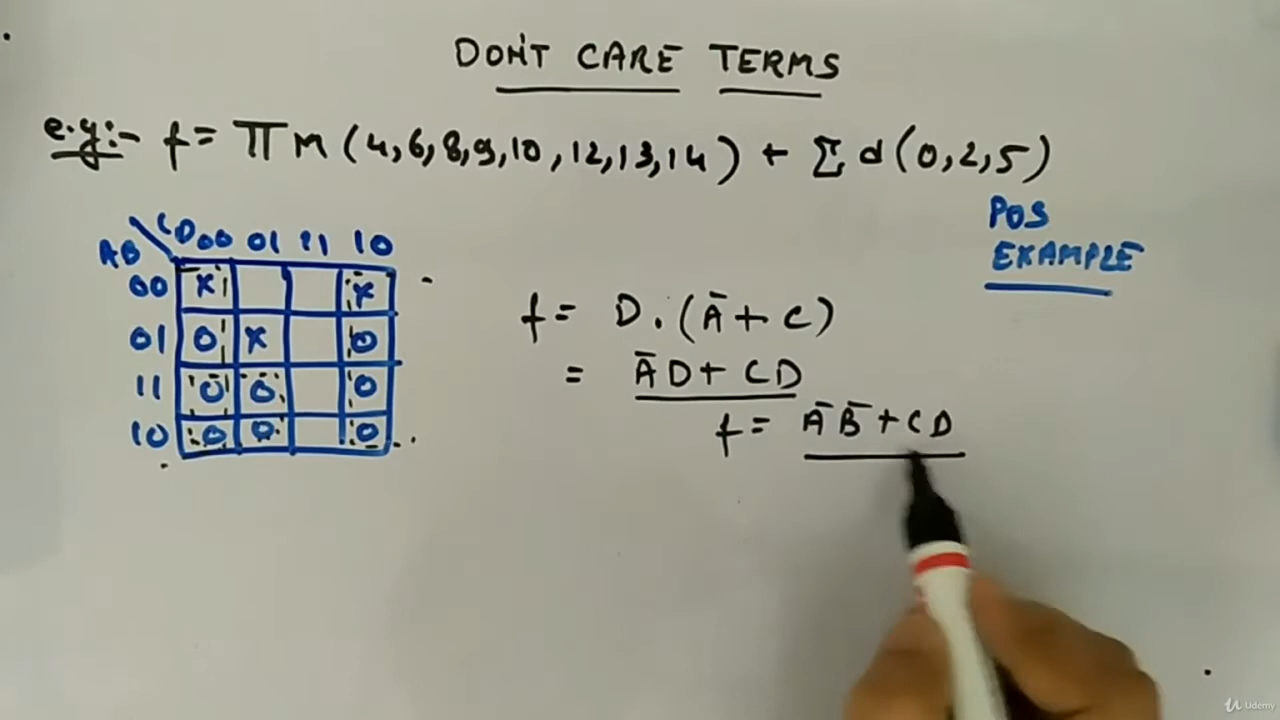 DON'T CARE TERMS
e.g:- f = πM (4,6,8,9,10,12,13,14) + Σd(0,2,5)
POS
EXAMPLE
CD 00 01 11 10
AB
00 X X
01 0 X 0
11 0 0 0
10 0 0 0
f = D.(Ā+C)
= ĀD + CD
f = ĀB̄ + CD
Udemy